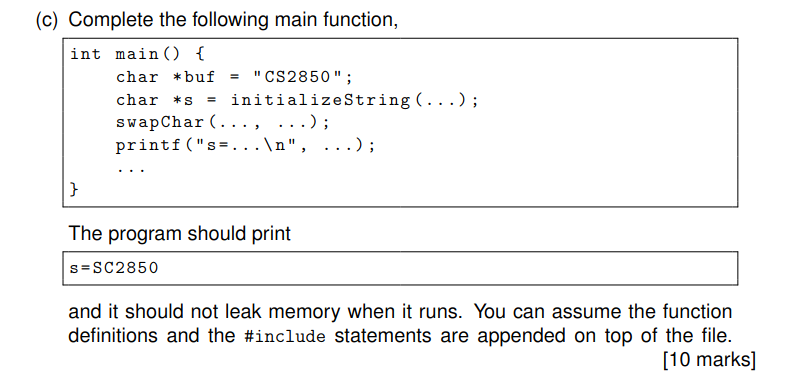 (c) Complete the following main function,
int main() {
char *buf = "CS2850";
char *s = initializeString(...);
swapChar(..., ...);
printf("s=...\n", ...);
...
}
The program should print
s=SC2850
and it should not leak memory when it runs. You can assume the function
definitions and the #include statements are appended on top of the file.
[10 marks]